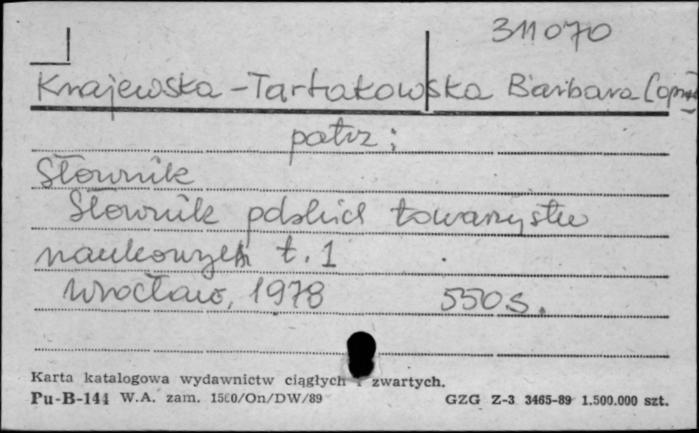 311070
Krajewska-Tartakowska Barbara (opr.)
patrz:
Słownik
Słownik polskich towarzystw
naukowych t. 1
Wrocław, 1978 550 s.
Karta katalogowa wydawnictw ciągłych i zwartych.
Pu-B-144 W.A. zam. 1500/On/DW/89 GZG Z-3 3465-89 1.500.000 szt.